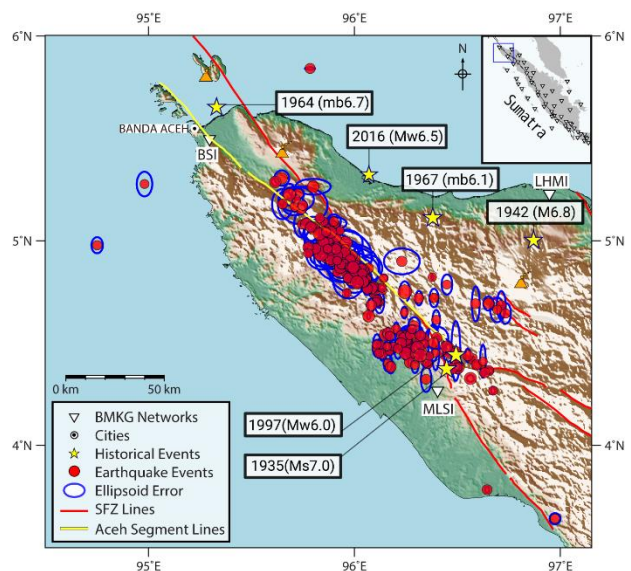 95°E
96°E
97°E
6°N
6°N
N
Sumatra
1964 (mb6.7)
BANDA ACEH
BSI
2016 (Mw6.5)
1967 (mb6.1)
LHMI
1942 (M6.8)
5°N
5°N
0 km
50 km
BMKG Networks
Cities
Historical Events
Earthquake Events
Ellipsoid Error
SFZ Lines
Aceh Segment Lines
MLSI
1997(Mw6.0)
1935(Ms7.0)
4°N
4°N
95°E
96°E
97°E